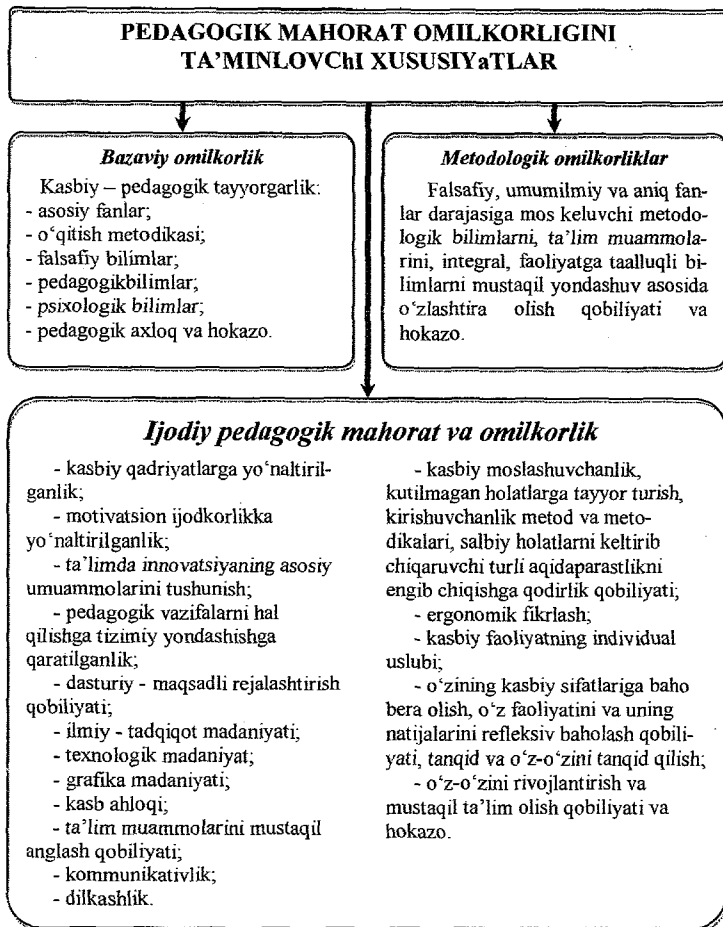 PEDAGOGIK MAHORAT OMILKORLIGINI
TA’MINLOVChI XUSUSIYaTLAR
Bazaviy omilkorlik
Kasbiy – pedagogik tayyorgarlik:
- asosiy fanlar;
- o‘qitish metodikasi;
- falsafiy bilimlar;
- pedagogikbilimlar;
- psixologik bilimlar;
- pedagogik axloq va hokazo.
Metodologik omilkorliklar
Falsafiy, umumilmiy va aniq fan-
lar darajasiga mos keluvchi metodo-
logik bilimlarni, ta’lim muammola-
rini, integral, faoliyatga taalluqli bi-
limlarni mustaqil yondashuv asosida
o‘zlashtira olish qobiliyati va
hokazo.
Ijodiy pedagogik mahorat va omilkorlik
- kasbiy qadriyatlarga yo‘naltiril-
ganlik;
- motivatsion ijodkorlikka
yo‘naltirilganlik;
- ta’limda innovatsiyaning asosiy
umuammolarini tushunish;
- pedagogik vazifalarni hal
qilishga tizimiy yondashishga
qaratilganlik;
- dasturiy - maqsadli rejalashtirish
qobiliyati;
- ilmiy - tadqiqot madaniyati;
- texnologik madaniyat;
- grafika madaniyati;
- kasb ahloqi;
- ta’lim muammolarini mustaqil
anglash qobiliyati;
- kommunikativlik;
- dilkashlik.
- kasbiy moslashuvchanlik,
kutilmagan holatlarga tayyor turish,
kirishuvchanlik metod va meto-
dikalari, salbiy holatlarni keltirib
chiqaruvchi turli aqidaparastlikni
engib chiqishga qodirlik qobiliyati;
- ergonomik fikrlash;
- kasbiy faoliyatning individual
uslubi;
- o‘zining kasbiy sifatlariga baho
bera olish, o‘z faoliyatini va uning
natijalarini refleksiv baholash qobili-
yati, tanqid va o‘z-o‘zini tanqid qilish;
- o‘z-o‘zini rivojlantirish va
mustaqil ta’lim olish qobiliyati va
hokazo.